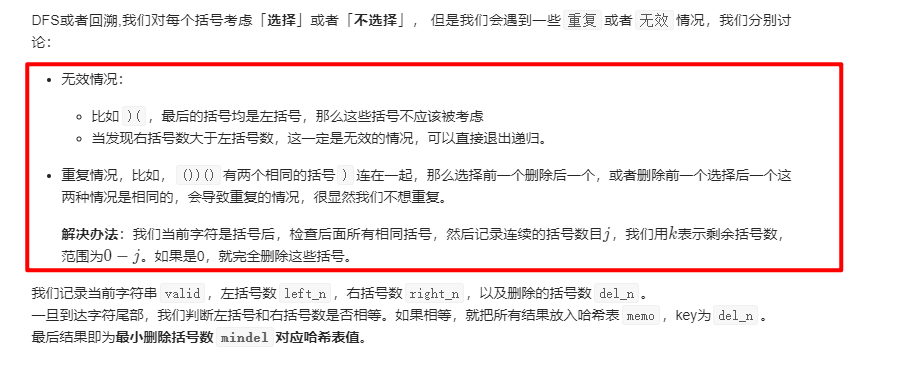 DFS或者回溯,我们对每个括号考虑「选择」或者「不选择」， 但是我们会遇到一些 重复 或者 无效 情况，我们分别讨
论：
• 无效情况：
◦ 比如 )( ，最后的括号均是左括号，那么这些括号不应该被考虑
◦ 当发现右括号数大于左括号数，这一定是无效的情况，可以直接退出递归。
• 重复情况，比如， ())() 有两个相同的括号 ) 连在一起，那么选择前一个删除后一个，或者删除前一个选择后一个这
两种情况是相同的，会导致重复的情况，很显然我们不想重复。
解决办法：我们当前字符是括号后，检查后面所有相同括号，然后记录连续的括号数目j，我们用k表示剩余括号数，
范围为0 − j。如果是0，就完全删除这些括号。
我们记录当前字符串 valid ，左括号数 left_n ，右括号数 right_n ，以及删除的括号数 del_n 。
一旦到达字符尾部，我们判断左括号和右括号数是否相等。如果相等，就把所有结果放入哈希表 memo ，key为 del_n 。
最后结果即为最小删除括号数 mindel 对应哈希表值。